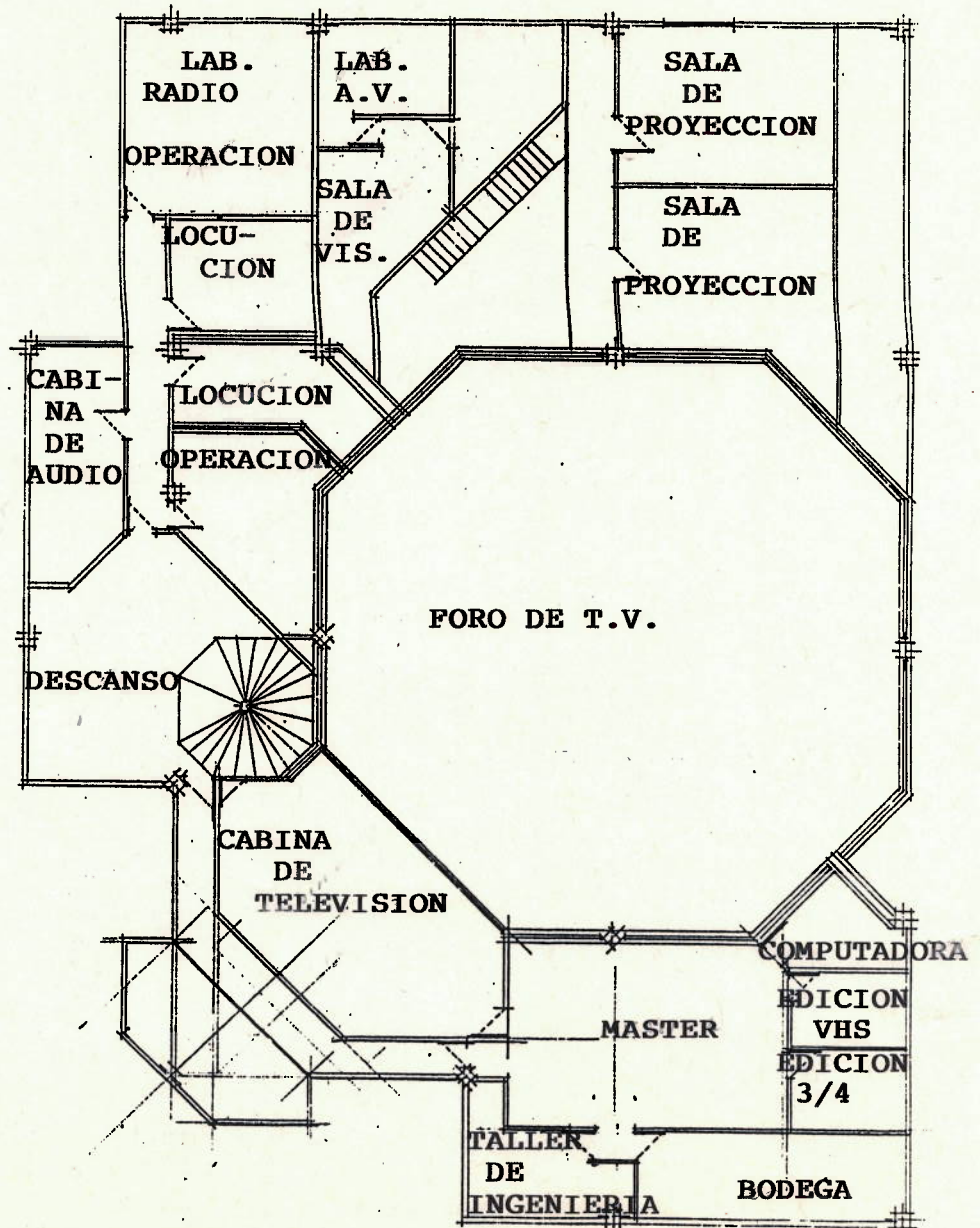 LAB.
RADIO
OPERACION
LAB.
A.V.
SALA
DE
VIS.
SALA
DE
PROYECCION
SALA
DE
PROYECCION
LOCU-
CION
CABI-
NA
DE
AUDIO
LOCUCION
OPERACION
FORO DE T.V.
DESCANSO
CABINA
DE
TELEVISION
COMPUTADORA
EDICION
VHS
EDICION
3/4
MASTER
TALLER
DE
INGENIERIA
BODEGA